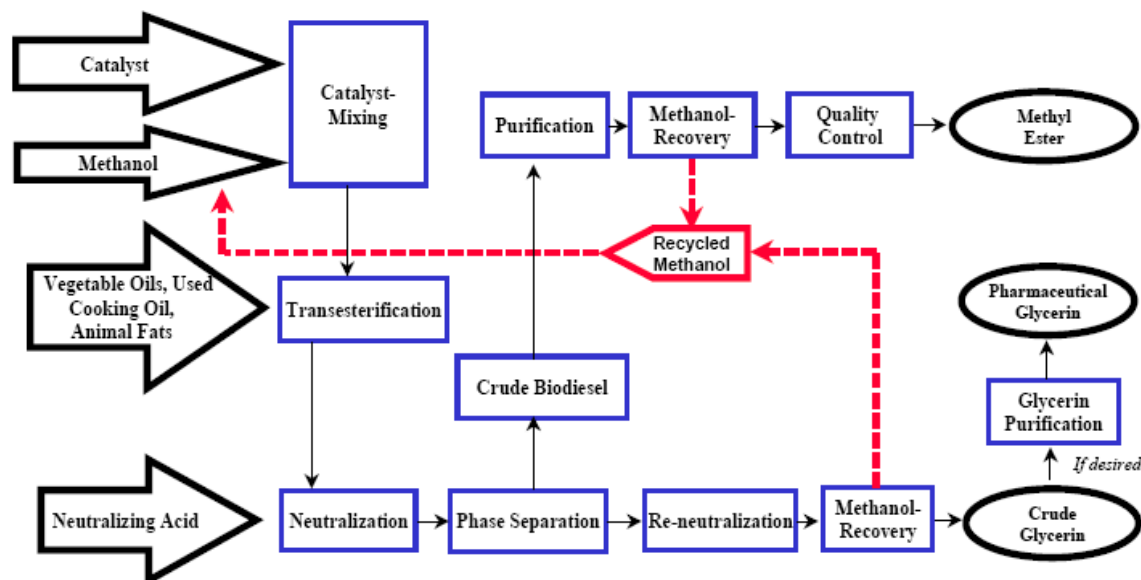 Catalyst
Catalyst-
Mixing
Methanol
Purification
Methanol-
Recovery
Quality
Control
Methyl
Ester
Recycled
Methanol
Vegetable Oils, Used
Cooking Oil,
Animal Fats
Transesterification
Pharmaceutical
Glycerin
Crude Biodiesel
Glycerin
Purification
If desired
Neutralizing Acid
Neutralization
Phase Separation
Re-neutralization
Methanol-
Recovery
Crude
Glycerin